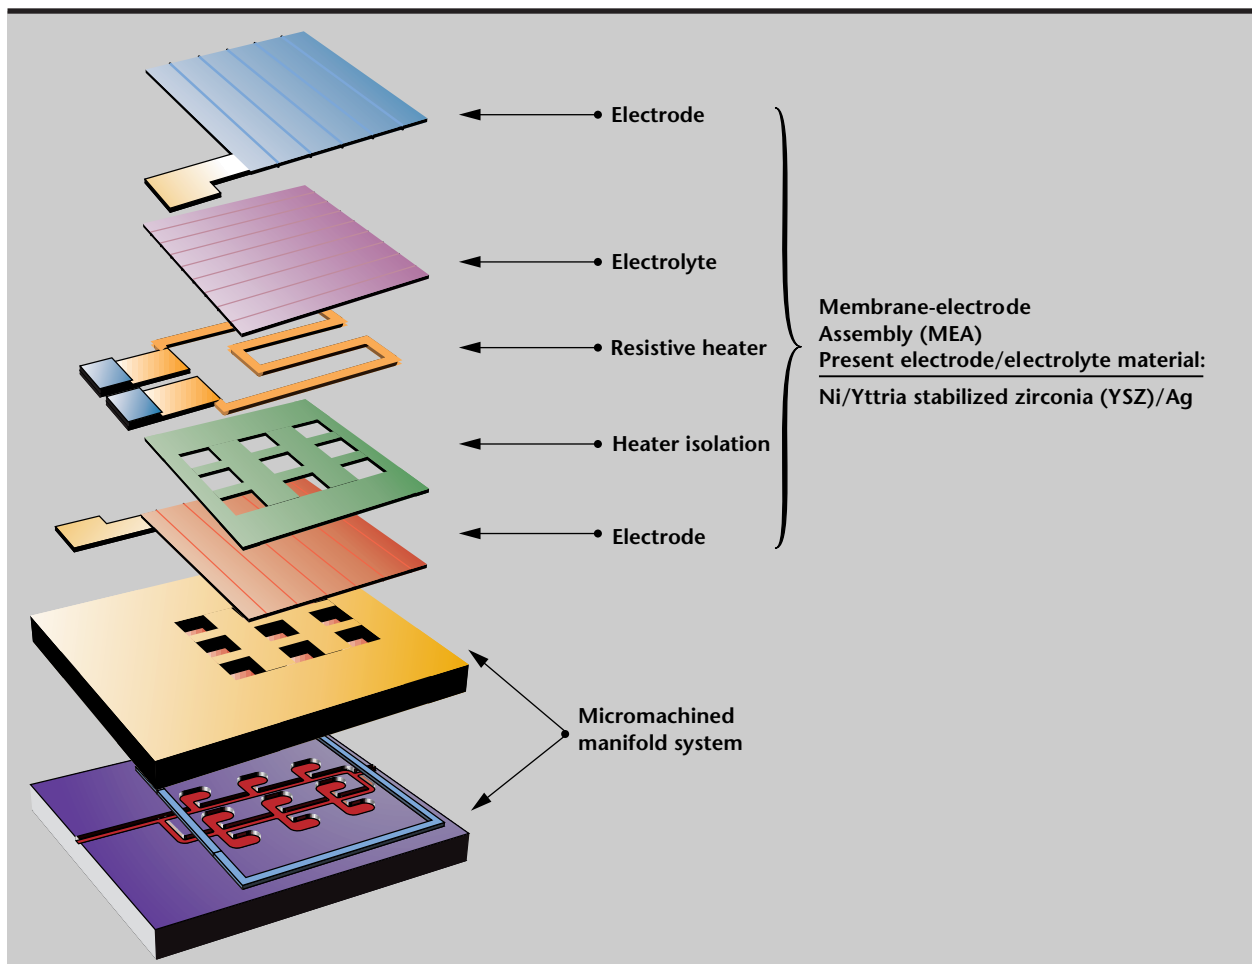 Electrode
Electrolyte
Resistive heater
Heater isolation
Electrode
Membrane-electrode
Assembly (MEA)
Present electrode/electrolyte material:
Ni/Yttria stabilized zirconia (YSZ)/Ag
Micromachined
manifold system